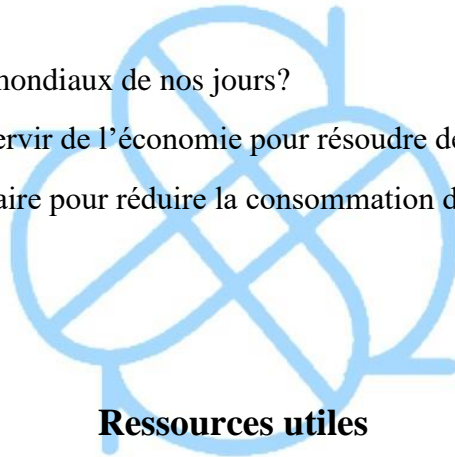 mondiaux de nos jours?
ervir de l’économie pour résoudre de
aire pour réduire la consommation d
Ressources utiles